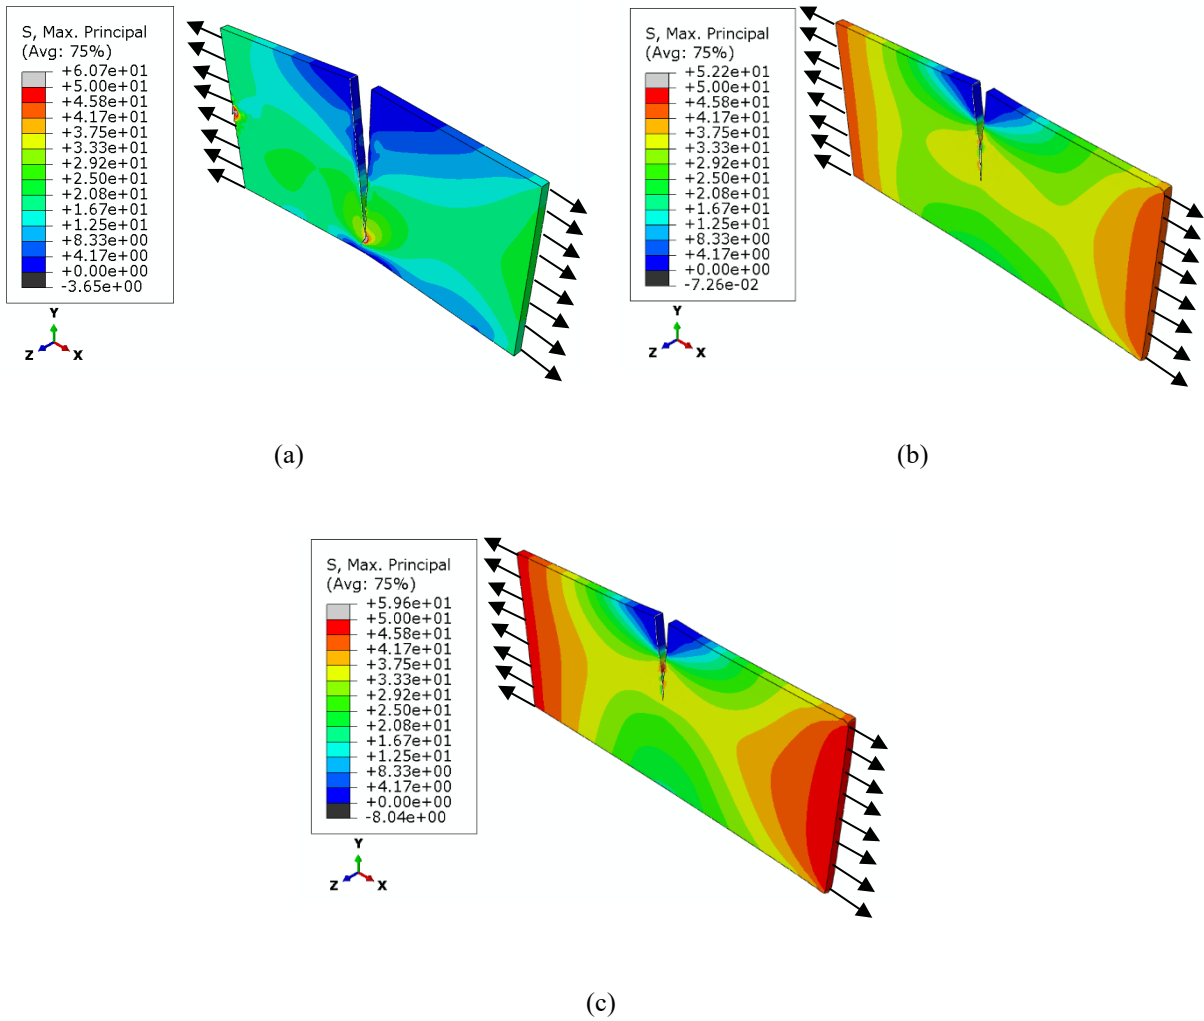 S, Max. Principal
(Avg: 75%)
+6.07e+01
+5.00e+01
+4.58e+01
+4.17e+01
+3.75e+01
+3.33e+01
+2.92e+01
+2.50e+01
+2.08e+01
+1.67e+01
+1.25e+01
+8.33e+00
+4.17e+00
+0.00e+00
-3.65e+00
Y
Z X
(a)
S, Max. Principal
(Avg: 75%)
+5.22e+01
+5.00e+01
+4.58e+01
+4.17e+01
+3.75e+01
+3.33e+01
+2.92e+01
+2.50e+01
+2.08e+01
+1.67e+01
+1.25e+01
+8.33e+00
+4.17e+00
+0.00e+00
-7.26e-02
Y
Z X
(b)
S, Max. Principal
(Avg: 75%)
+5.96e+01
+5.00e+01
+4.58e+01
+4.17e+01
+3.75e+01
+3.33e+01
+2.92e+01
+2.50e+01
+2.08e+01
+1.67e+01
+1.25e+01
+8.33e+00
+4.17e+00
+0.00e+00
-8.04e+00
Y
Z X
(c)